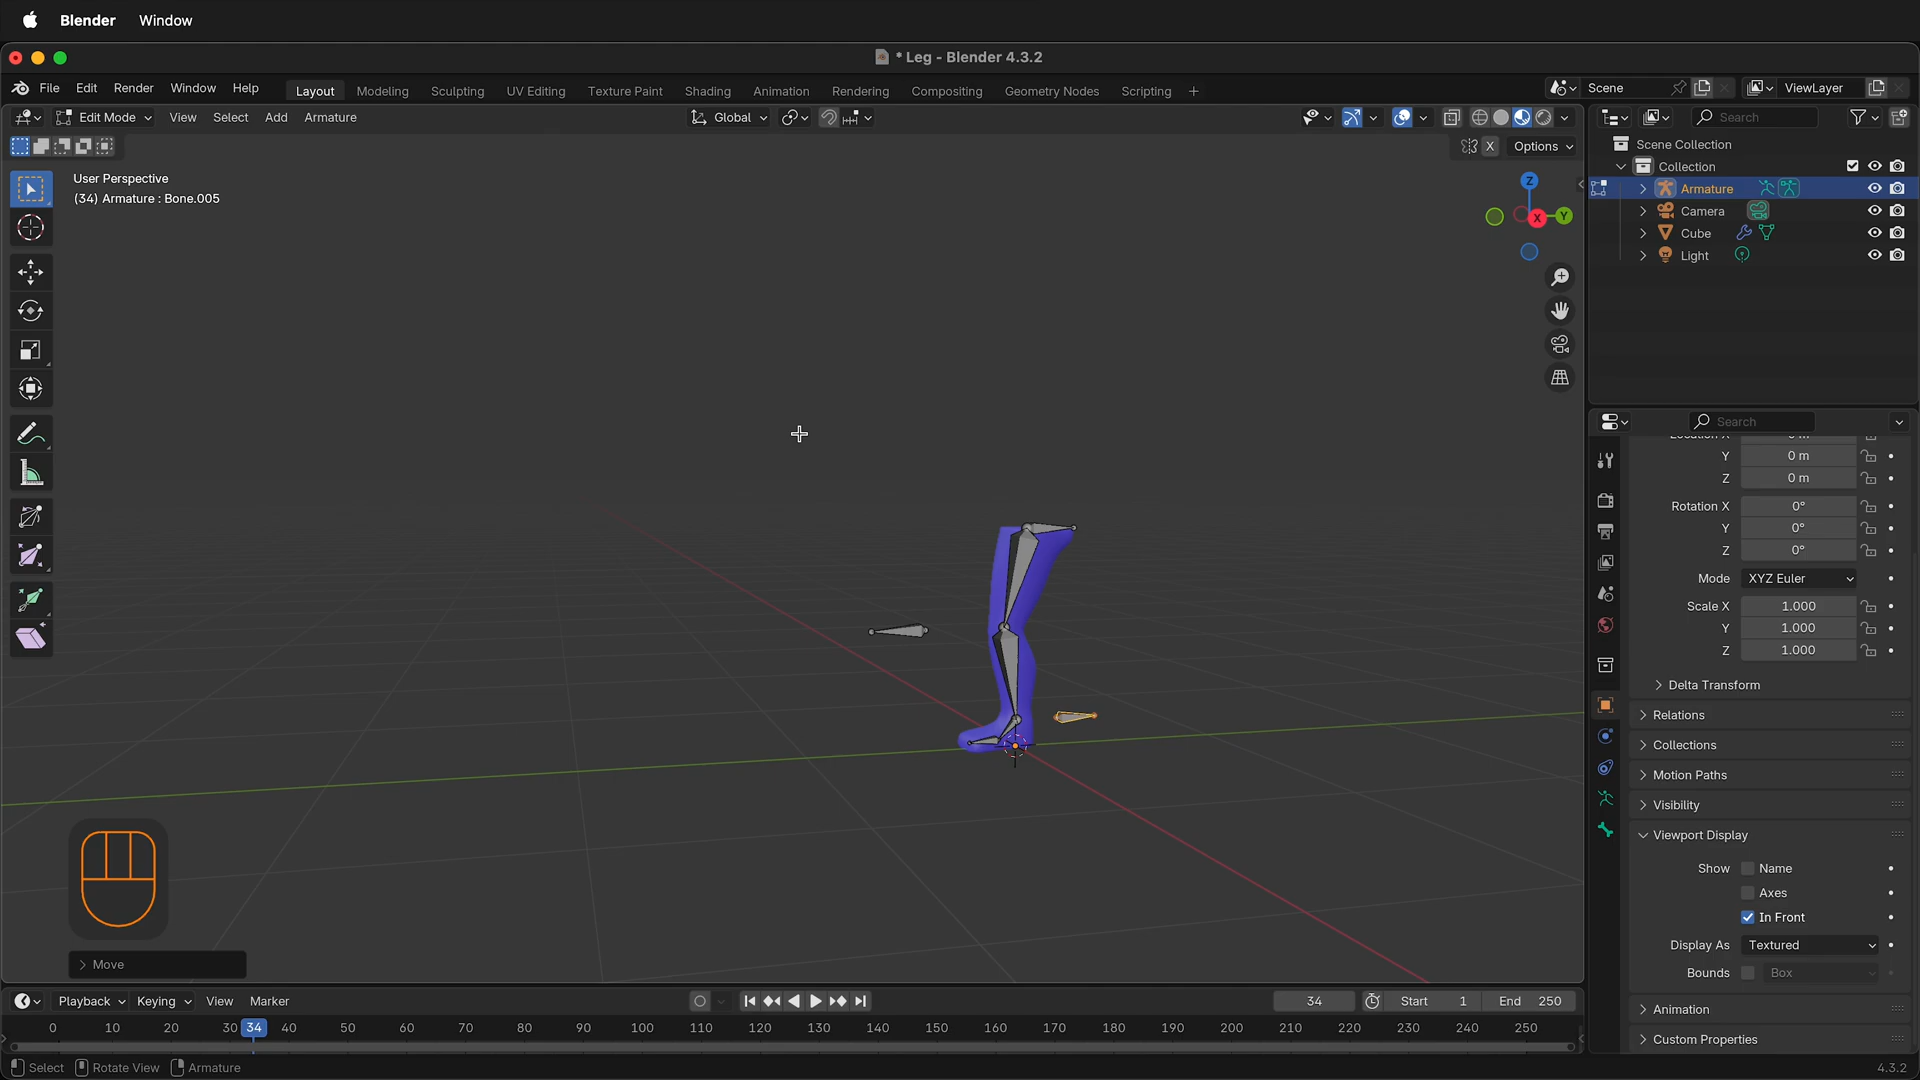 Blender Window
* Leg - Blender 4.3.2
File Edit Render Window Help Layout Modeling Sculpting UV Editing Texture Paint Shading Animation Rendering Compositing Geometry Nodes Scripting + Scene ViewLayer
Edit Mode View Select Add Armature Global Search
X Options
User Perspective
(34) Armature : Bone.005
Z
X
Y
Scene Collection
Collection
Armature
Camera
Cube
Light
Search
Y 0 m
Z 0 m
Rotation X 0°
Y 0°
Z 0°
Mode XYZ Euler
Scale X 1.000
Y 1.000
Z 1.000
Delta Transform
Relations
Collections
Motion Paths
Visibility
Viewport Display
Show Name
Axes
In Front
Display As Textured
Bounds Box
Animation
Custom Properties
Move
Playback Keying View Marker 34 Start 1 End 250
0 10 20 30 34 40 50 60 70 80 90 100 110 120 130 140 150 160 170 180 190 200 210 220 230 240 250
Select Rotate View Armature 4.3.2